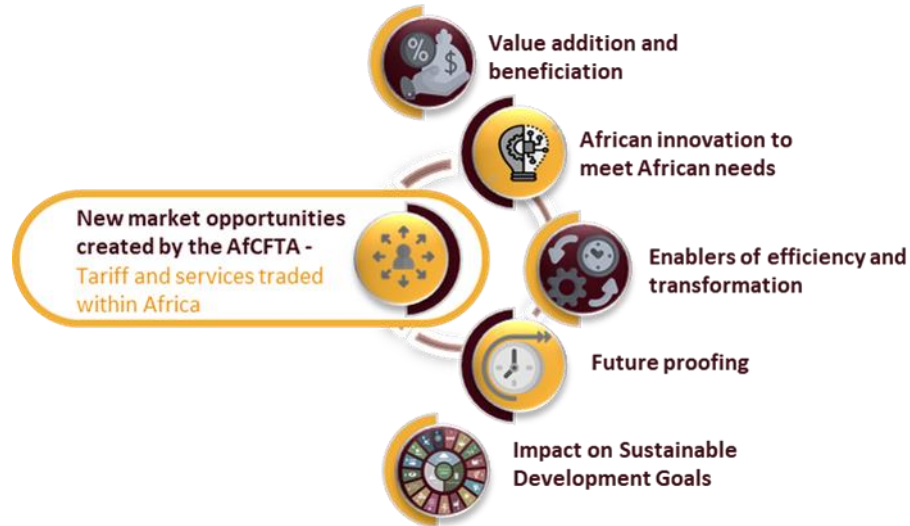 Value addition and
beneficiation
African innovation to
meet African needs
New market opportunities
created by the AfCFTA -
Tariff and services traded
within Africa
Enablers of efficiency and
transformation
Future proofing
Impact on Sustainable
Development Goals
%
$